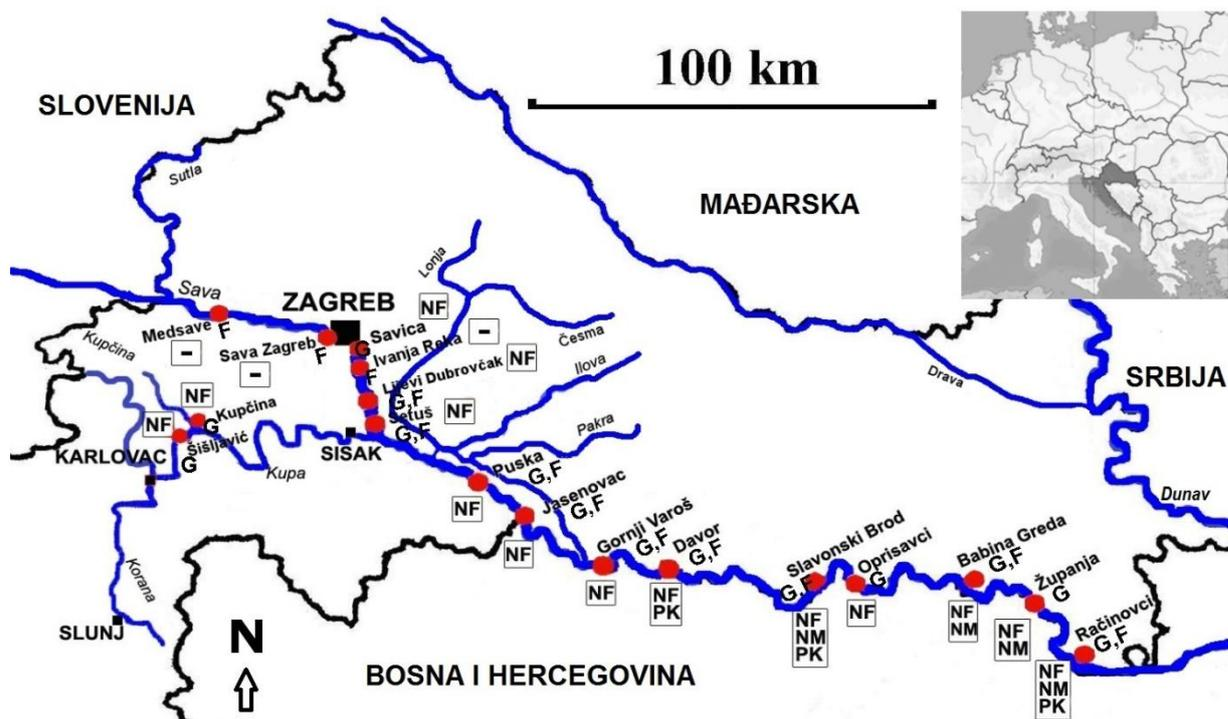 100 km
SLOVENIJA
Sutla
MAĐARSKA
Lonja
NF
Sava
ZAGREB
Medsave
F
-
Sava Zagreb
F
-
Savica
G
Ivanja Reka
F
-
Česma
Lijevi Dubrovčak
G,F
NF
Ilova
Kupčina
Drava
SRBIJA
NF
Kupčina
G
NF
Šišljavić
G
Setuš
G,F
NF
Pakra
KARLOVAC
Kupa
SISAK
Puska
G,F
NF
Dunav
Jasenovac
G,F
NF
Gornji Varoš
G,F
NF
Davor
G,F
NF
PK
Slavonski Brod
G,F
NF
NM
PK
Oprisavci
G
NF
Babina Greda
G,F
NF
NM
Županja
G
NF
NM
Račinovci
G,F
NF
NM
PK
Korana
SLUNJ
N
BOSNA I HERCEGOVINA